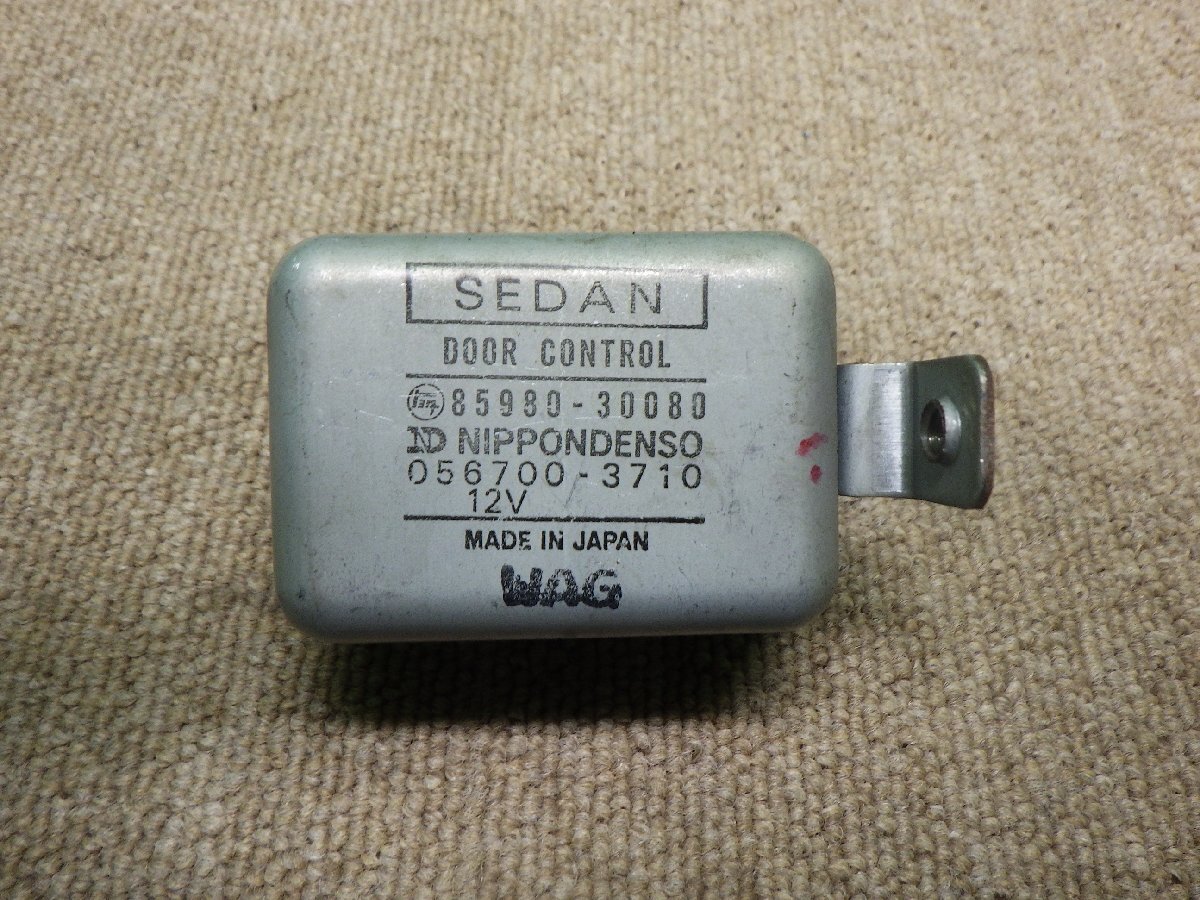 SEDAN
DOOR CONTROL
85980-30080
ND NIPPONDENSO
056700-3710
12V
MADE IN JAPAN
WAG